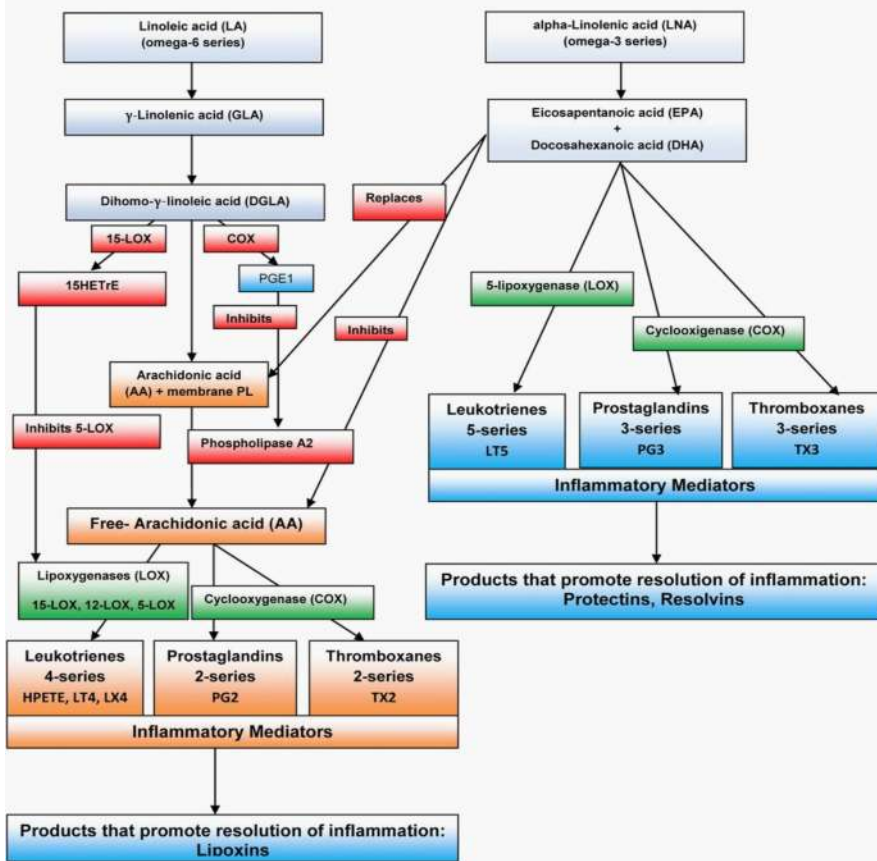 Linoleic acid (LA)
(omega-6 series)
alpha-Linolenic acid (LNA)
(omega-3 series)
γ-Linolenic acid (GLA)
Eicosapentanoic acid (EPA)
+
Docosahexanoic acid (DHA)
Dihomo-γ-linoleic acid (DGLA)
Replaces
15-LOX
COX
15HETrE
PGE1
5-lipoxygenase (LOX)
Inhibits
Inhibits
Cyclooxigenase (COX)
Arachidonic acid
(AA) + membrane PL
Inhibits 5-LOX
Phospholipase A2
Leukotrienes
5-series
LT5
Prostaglandins
3-series
PG3
Thromboxanes
3-series
TX3
Inflammatory Mediators
Free- Arachidonic acid (AA)
Lipoxygenases (LOX)
15-LOX, 12-LOX, 5-LOX
Cyclooxygenase (COX)
Products that promote resolution of inflammation:
Protectins, Resolvins
Leukotrienes
4-series
HPETE, LT4, LX4
Prostaglandins
2-series
PG2
Thromboxanes
2-series
TX2
Inflammatory Mediators
Products that promote resolution of inflammation:
Lipoxins